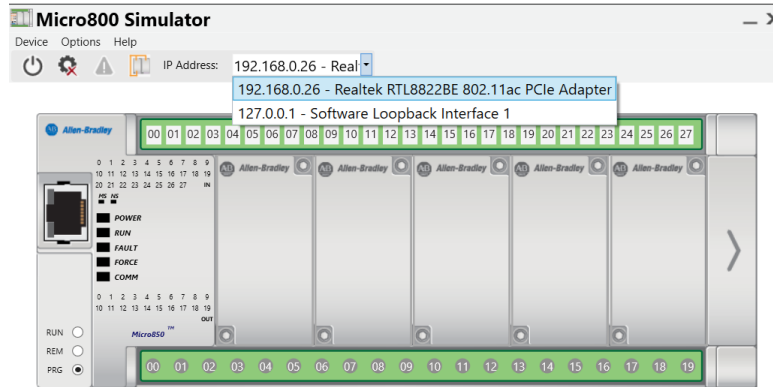 Micro800 Simulator
Device Options Help
IP Address: 192.168.0.26 - Real
192.168.0.26 - Realtek RTL8822BE 802.11ac PCIe Adapter
127.0.0.1 - Software Loopback Interface 1
AB Allen-Bradley
00 01 02 03 04 05 06 07 08 09 10 11 12 13 14 15 16 17 18 19 20 21 22 23 24 25 26 27
0 1 2 3 4 5 6 7 8 9
10 11 12 13 14 15 16 17 18 19
20 21 22 23 24 25 26 27 IN
AB Allen-Bradley AB Allen-Bradley AB Allen-Bradley AB Allen-Bradley AB Allen-Bradley
MS NS
POWER
RUN
FAULT
FORCE
COMM
0 1 2 3 4 5 6 7 8 9
10 11 12 13 14 15 16 17 18 19
OUT
Micro850 ™
RUN
REM
PRG
00 01 02 03 04 05 06 07 08 09 10 11 12 13 14 15 16 17 18 19